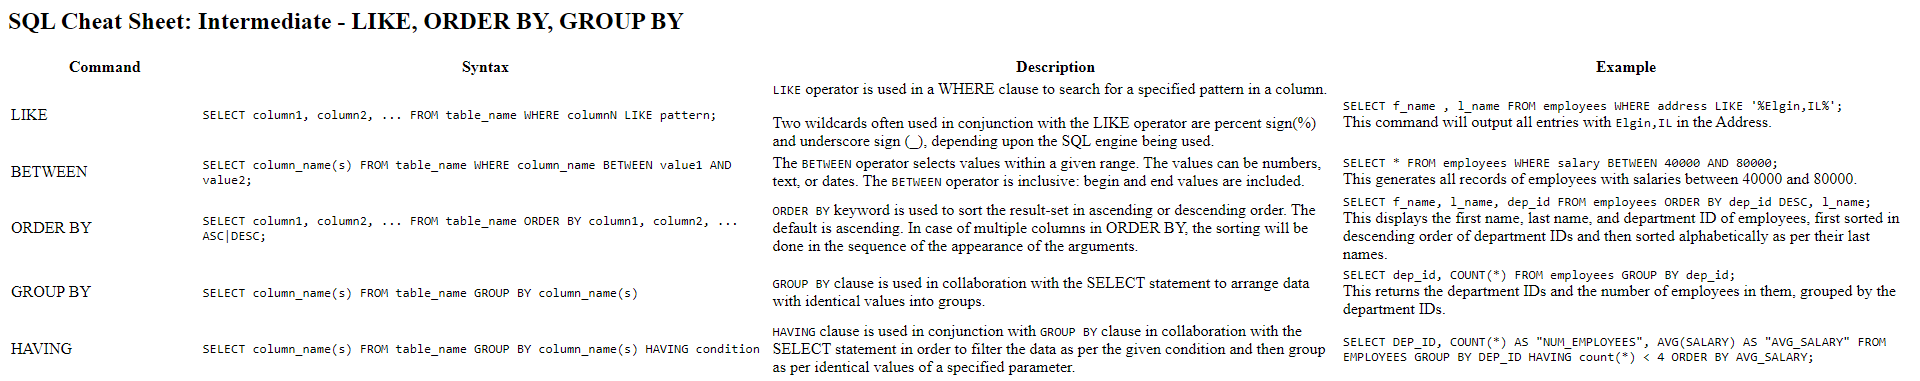 SQL Cheat Sheet: Intermediate - LIKE, ORDER BY, GROUP BY
Command
Syntax
Description
Example
LIKE
SELECT column1, column2, ... FROM table_name WHERE columnN LIKE pattern;
LIKE operator is used in a WHERE clause to search for a specified pattern in a column.
Two wildcards often used in conjunction with the LIKE operator are percent sign(%)
and underscore sign (_), depending upon the SQL engine being used.
SELECT f_name , l_name FROM employees WHERE address LIKE '%Elgin,IL%';
This command will output all entries with Elgin,IL in the Address.
BETWEEN
SELECT column_name(s) FROM table_name WHERE column_name BETWEEN value1 AND
value2;
The BETWEEN operator selects values within a given range. The values can be numbers,
text, or dates. The BETWEEN operator is inclusive: begin and end values are included.
SELECT * FROM employees WHERE salary BETWEEN 40000 AND 80000;
This generates all records of employees with salaries between 40000 and 80000.
ORDER BY
SELECT column1, column2, ... FROM table_name ORDER BY column1, column2, ...
ASC|DESC;
ORDER BY keyword is used to sort the result-set in ascending or descending order. The
default is ascending. In case of multiple columns in ORDER BY, the sorting will be
done in the sequence of the appearance of the arguments.
SELECT f_name, l_name, dep_id FROM employees ORDER BY dep_id DESC, l_name;
This displays the first name, last name, and department ID of employees, first sorted in
descending order of department IDs and then sorted alphabetically as per their last
names.
GROUP BY
SELECT column_name(s) FROM table_name GROUP BY column_name(s)
GROUP BY clause is used in collaboration with the SELECT statement to arrange data
with identical values into groups.
SELECT dep_id, COUNT(*) FROM employees GROUP BY dep_id;
This returns the department IDs and the number of employees in them, grouped by the
department IDs.
HAVING
SELECT column_name(s) FROM table_name GROUP BY column_name(s) HAVING condition
HAVING clause is used in conjunction with GROUP BY clause in collaboration with the
SELECT statement in order to filter the data as per the given condition and then group
as per identical values of a specified parameter.
SELECT DEP_ID, COUNT(*) AS "NUM_EMPLOYEES", AVG(SALARY) AS "AVG_SALARY" FROM
EMPLOYEES GROUP BY DEP_ID HAVING count(*) < 4 ORDER BY AVG_SALARY;